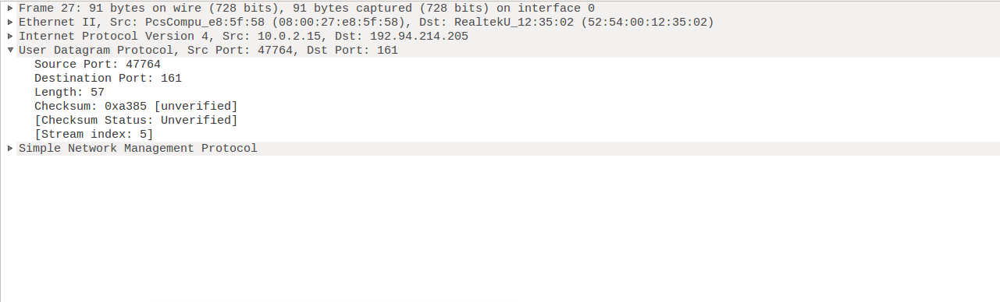 Frame 27: 91 bytes on wire (728 bits), 91 bytes captured (728 bits) on interface 0
Ethernet II, Src: PcsCompu_e8:5f:58 (08:00:27:e8:5f:58), Dst: RealtekU_12:35:02 (52:54:00:12:35:02)
Internet Protocol Version 4, Src: 10.0.2.15, Dst: 192.94.214.205
User Datagram Protocol, Src Port: 47764, Dst Port: 161
Source Port: 47764
Destination Port: 161
Length: 57
Checksum: 0xa385 [unverified]
[Checksum Status: Unverified]
[Stream index: 5]
Simple Network Management Protocol